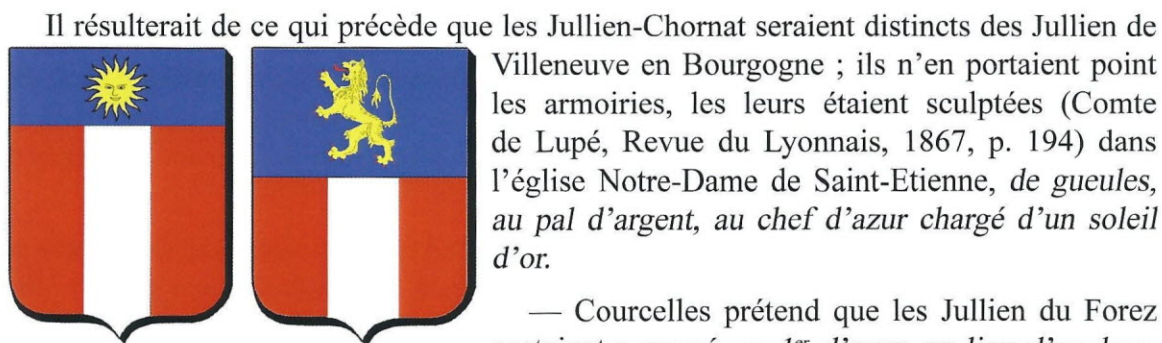 Il résulterait de ce qui précède que les Jullien-Chornat seraient distincts des Jullien de
Villeneuve en Bourgogne ; ils n’en portaient point
les armoiries, les leurs étaient sculptées (Comte
de Lupé, Revue du Lyonnais, 1867, p. 194) dans
l’église Notre-Dame de Saint-Etienne, de gueules,
au pal d’argent, au chef d’azur chargé d’un soleil
d’or.
— Courcelles prétend que les Jullien du Forez